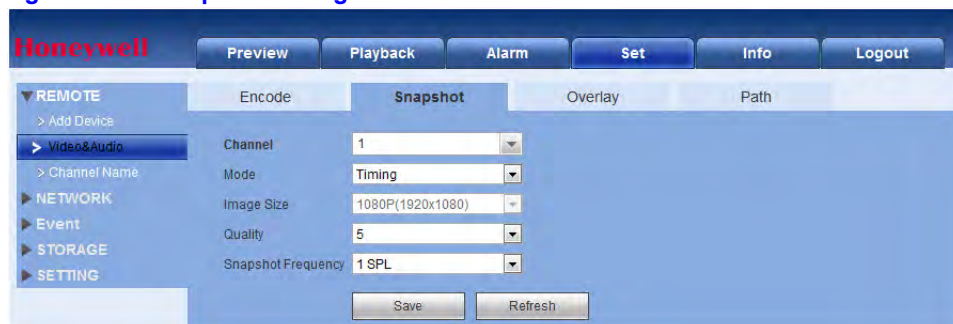 Honeywell
Preview Playback Alarm Set Info Logout
REMOTE
> Add Device
> Video&Audio
> Channel Name
NETWORK
Event
STORAGE
SETTING
Encode Snapshot Overlay Path
Channel 1
Mode Timing
Image Size 1080P(1920x1080)
Quality 5
Snapshot Frequency 1 SPL
Save Refresh